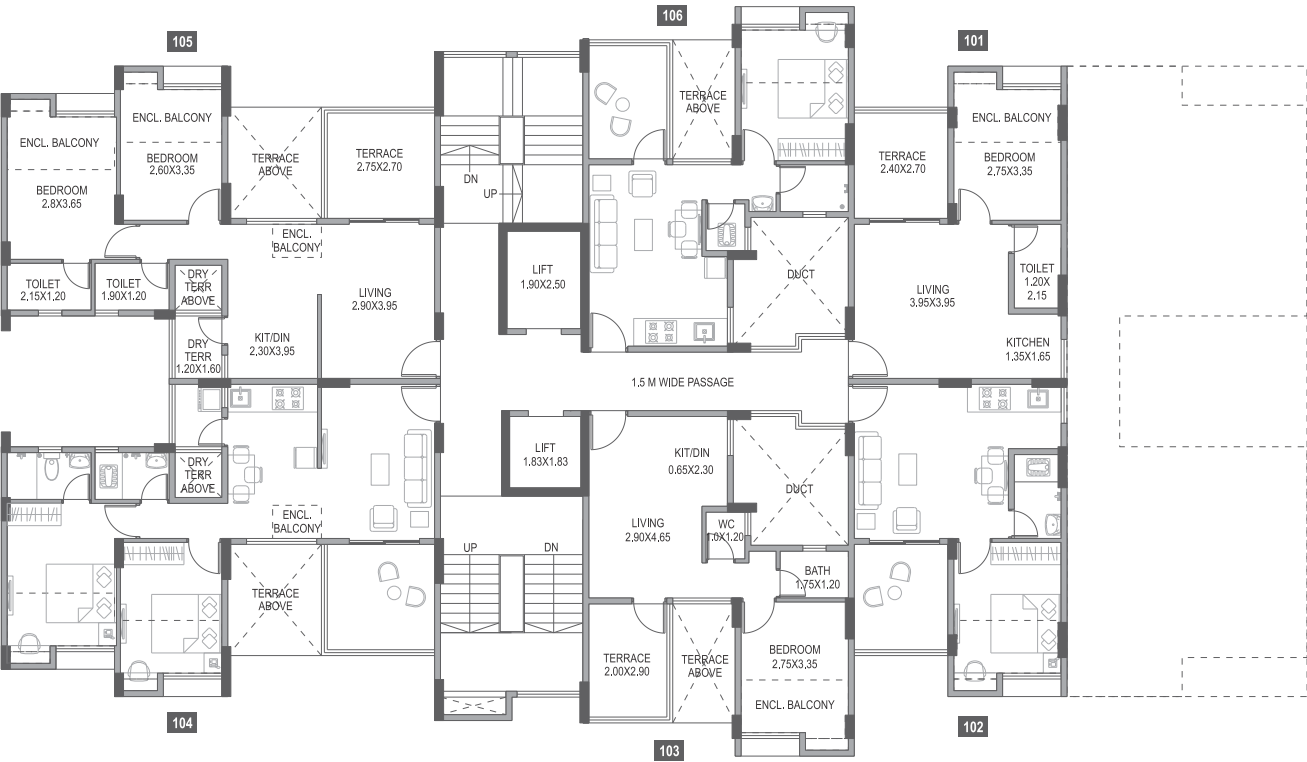 106
105
101
TERRACE
ABOVE
ENCL. BALCONY
BEDROOM
2.60X3.35
ENCL. BALCONY
BEDROOM
2.8X3.65
TERRACE
ABOVE
TERRACE
2.75X2.70
DN
UP
TERRACE
2.40X2.70
ENCL. BALCONY
BEDROOM
2.75X3.35
ENCL.
BALCONY
TOILET
2.15X1.20
TOILET
1.90X1.20
DRY
TERR
ABOVE
LIFT
1.90X2.50
DUCT
LIVING
2.90X3.95
LIVING
3.95X3.95
TOILET
1.20X
2.15
KIT/DIN
2.30X3.95
DRY
TERR
1.20X1.60
KITCHEN
1.35X1.65
1.5 M WIDE PASSAGE
LIFT
1.83X1.83
KIT/DIN
0.65X2.30
DRY
TERR
ABOVE
DUCT
ENCL.
BALCONY
LIVING
2.90X4.65
WC
1.0X1.20
UP
DN
BATH
1.75X1.20
TERRACE
ABOVE
TERRACE
2.00X2.90
TERRACE
ABOVE
BEDROOM
2.75X3.35
ENCL. BALCONY
104
103
102